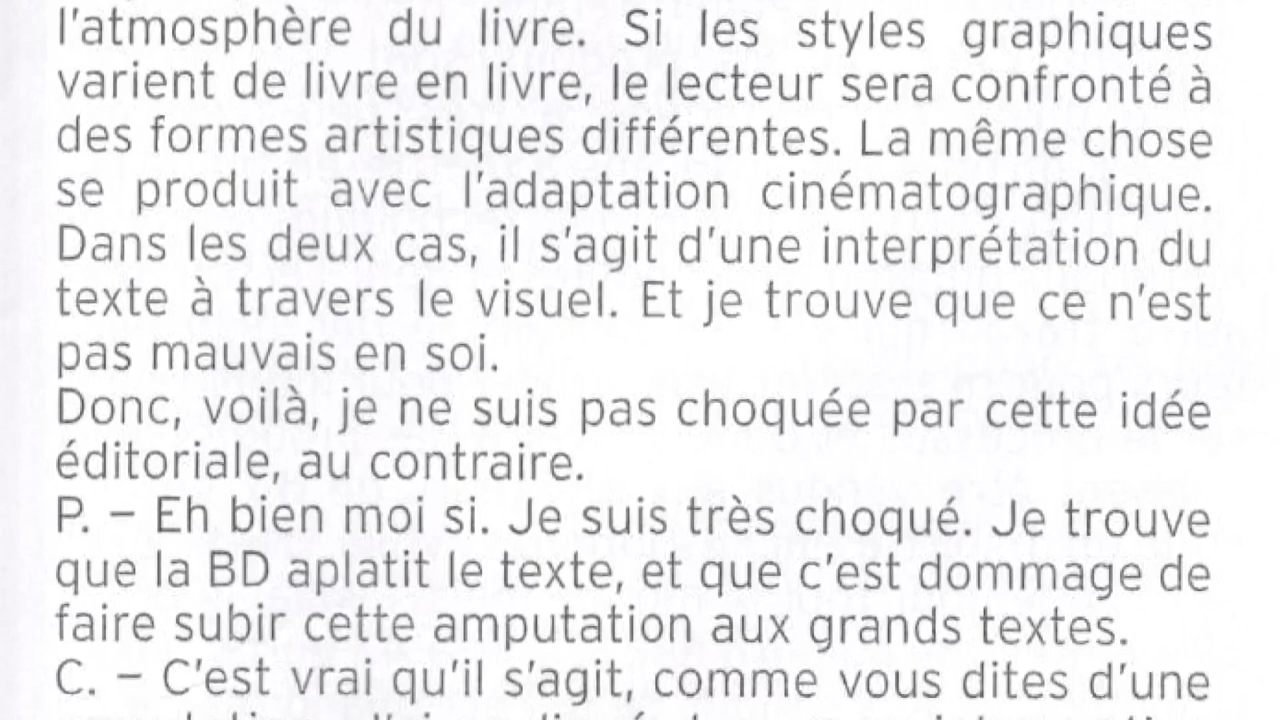 l'atmosphère du livre. Si les styles graphiques
varient de livre en livre, le lecteur sera confronté à
des formes artistiques différentes. La même chose
se produit avec l'adaptation cinématographique.
Dans les deux cas, il s'agit d'une interprétation du
texte à travers le visuel. Et je trouve que ce n'est
pas mauvais en soi.
Donc, voilà, je ne suis pas choquée par cette idée
éditoriale, au contraire.
P. – Eh bien moi si. Je suis très choqué. Je trouve
que la BD aplatit le texte, et que c'est dommage de
faire subir cette amputation aux grands textes.
C. – C'est vrai qu'il s'agit, comme vous dites d'une